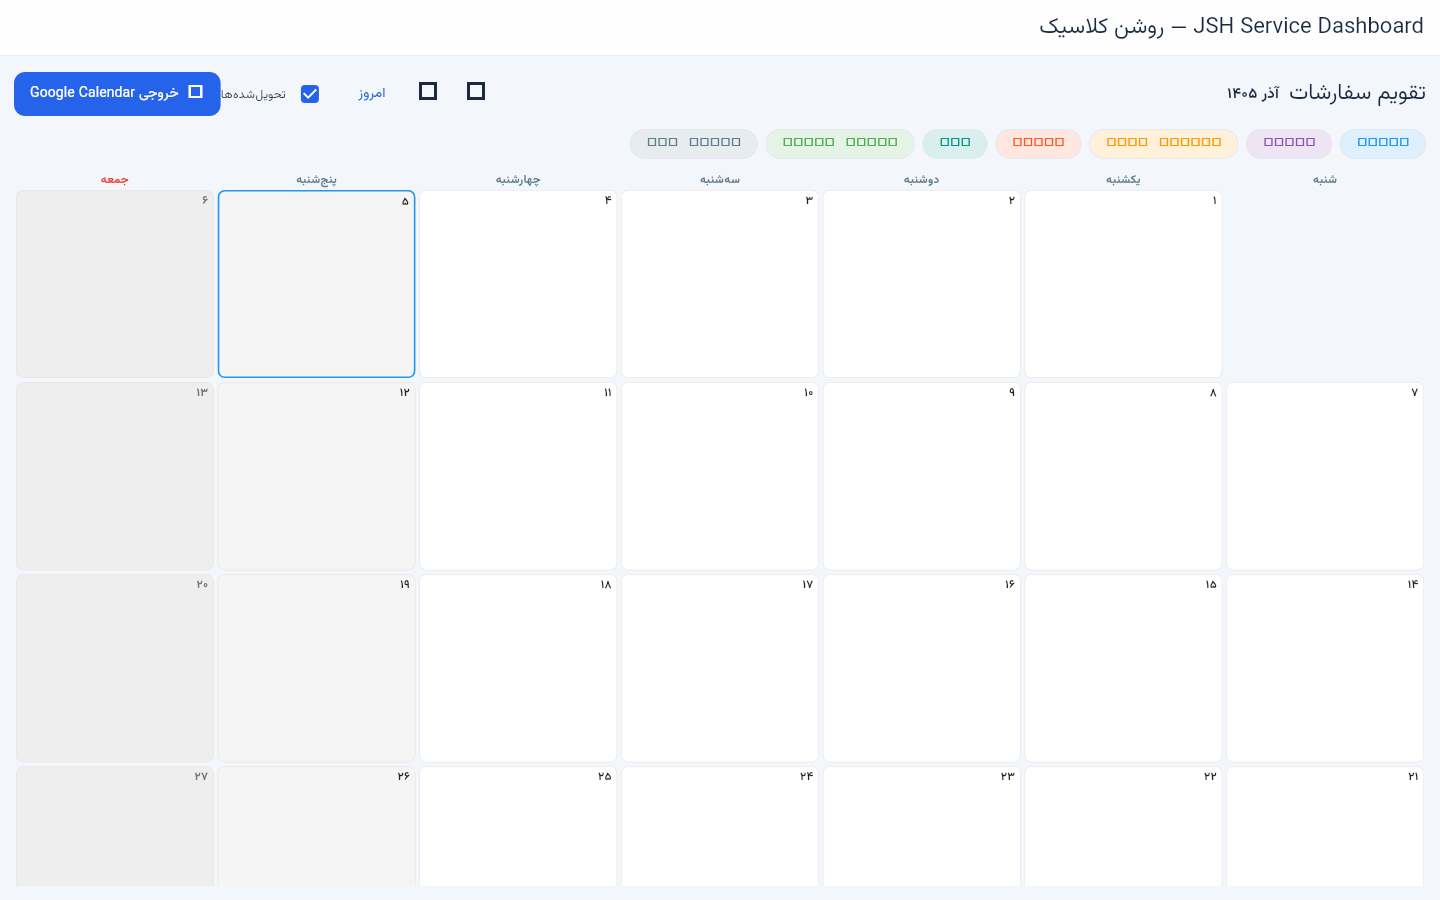 JSH Service Dashboard — روشن کلاسیک
تقویم سفارشات آذر ۱۴۰۵
امروز
تحویل‌شده‌ها
خروجی Google Calendar
شنبه یکشنبه دوشنبه سه‌شنبه چهارشنبه پنج‌شنبه جمعه
۱ ۲ ۳ ۴ ۵ ۶
۷ ۸ ۹ ۱۰ ۱۱ ۱۲ ۱۳
۱۴ ۱۵ ۱۶ ۱۷ ۱۸ ۱۹ ۲۰
۲۱ ۲۲ ۲۳ ۲۴ ۲۵ ۲۶ ۲۷